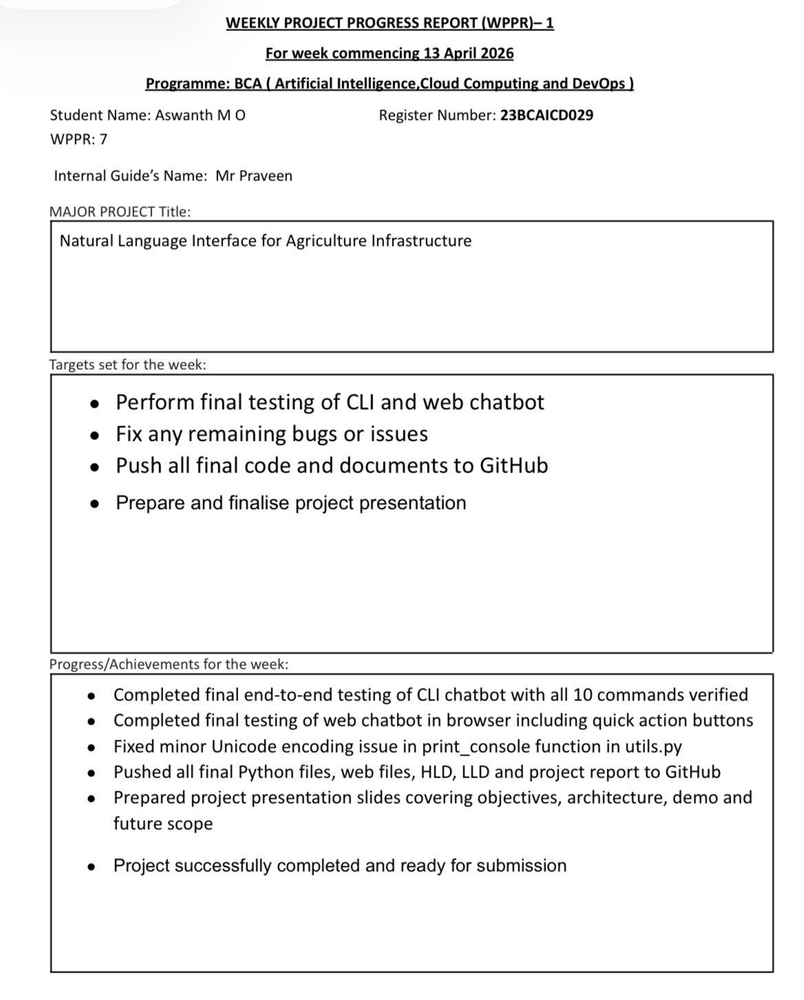 WEEKLY PROJECT PROGRESS REPORT (WPPR)– 1
For week commencing 13 April 2026
Programme: BCA ( Artificial Intelligence,Cloud Computing and DevOps )
Student Name: Aswanth M O Register Number: 23BCAICD029
WPPR: 7
Internal Guide's Name: Mr Praveen
MAJOR PROJECT Title:
Natural Language Interface for Agriculture Infrastructure
Targets set for the week:
• Perform final testing of CLI and web chatbot
• Fix any remaining bugs or issues
• Push all final code and documents to GitHub
• Prepare and finalise project presentation
Progress/Achievements for the week:
• Completed final end-to-end testing of CLI chatbot with all 10 commands verified
• Completed final testing of web chatbot in browser including quick action buttons
• Fixed minor Unicode encoding issue in print_console function in utils.py
• Pushed all final Python files, web files, HLD, LLD and project report to GitHub
• Prepared project presentation slides covering objectives, architecture, demo and
future scope
• Project successfully completed and ready for submission